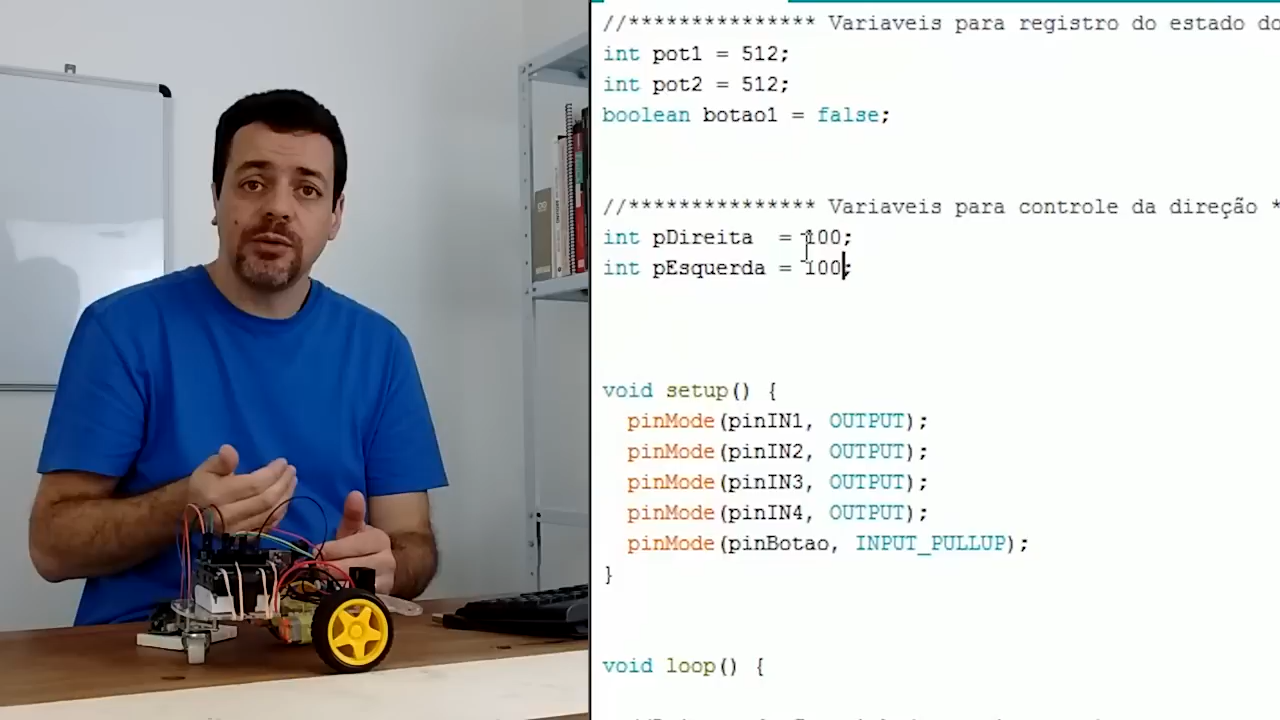 //*************** Variaveis para registro do estado do
int pot1 = 512;
int pot2 = 512;
boolean botao1 = false;
//*************** Variaveis para controle da direção *
int pDireita  = 100;
int pEsquerda = 100;
void setup() {
  pinMode(pinIN1, OUTPUT);
  pinMode(pinIN2, OUTPUT);
  pinMode(pinIN3, OUTPUT);
  pinMode(pinIN4, OUTPUT);
  pinMode(pinBotao, INPUT_PULLUP);
}
void loop() {